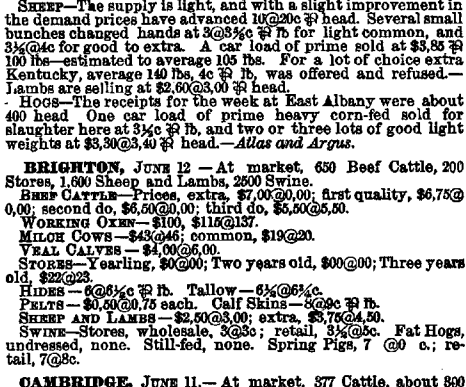 SHEEP—The supply is light, and with a slight improvement in
the demand prices have advanced 10@20c ⅌ head. Several small
bunches changed hands at 3@3¾c ⅌ ℔ for light common, and
3½@4c for good to extra. A car load of prime sold at $3,85 ⅌
100 lbs—estimated to average 105 lbs. For a lot of choice extra
Kentucky, average 140 lbs, 4c ⅌ lb, was offered and refused.—
Lambs are selling at $2,60@3,00 ⅌ head.
HOGS—The receipts for the week at East Albany were about
400 head One car load of prime heavy corn-fed sold for
slaughter here at 3½c ⅌ lb, and two or three lots of good light
weights at $3,30@3,40 ⅌ head.—Atlas and Argus.
BRIGHTON, JUNE 12 —At market, 650 Beef Cattle, 200
Stores, 1,600 Sheep and Lambs, 2500 Swine.
BEEF CATTLE—Prices, extra, $7,00@0,00; first quality, $6,75@
0,00; second do, $6,50@0,00; third do, $5,50@5,50.
WORKING OXEN—$100, $115@137.
MILCH COWS—$43@46; common, $19@20.
VEAL CALVES—$4,00@6,00.
STORES—Yearling, $0@00; Two years old, $00@00; Three years
old, $22@23.
HIDES—6@6½c ⅌ lb. Tallow—6½@6¾c.
PELTS—$0,50@0,75 each. Calf Skins—8@9c ⅌ lb.
SHEEP AND LAMBS—$2,50@3,00; extra, $3,75@4,50.
SWINE—Stores, wholesale, 3@3c; retail, 3½@5c. Fat Hogs,
undressed, none. Still-fed, none. Spring Pigs, 7 @0 c.; re-
tail, 7@8c.
CAMBRIDGE, JUNE 11.—At market, 377 Cattle, about 300